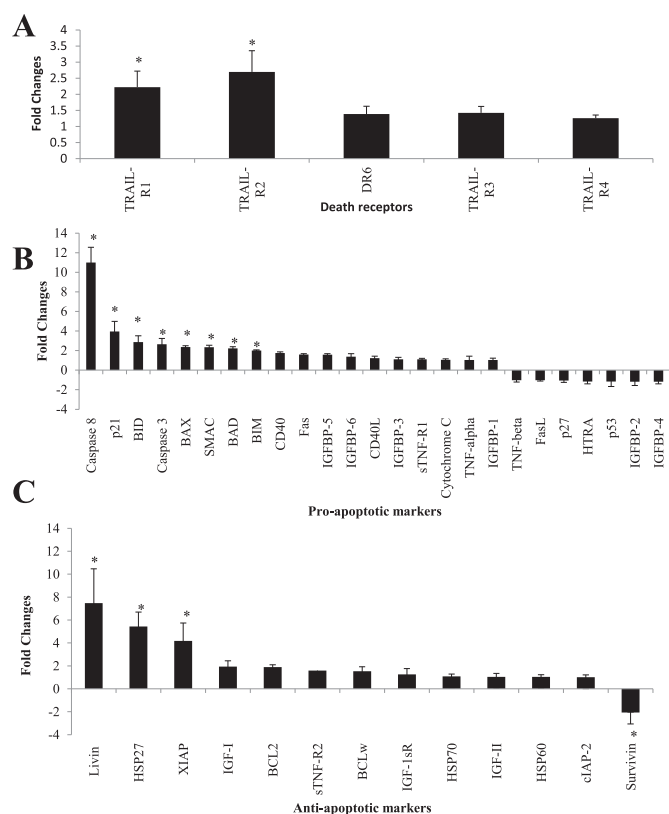 A
Fold Changes
4
3.5
3
2.5
2
1.5
1
0.5
0
*
*
TRAIL-
R1
TRAIL-
R2
DR6
TRAIL-
R3
TRAIL-
R4
Death receptors
B
Fold Changes
14
12
10
8
6
4
2
0
-2
-4
*
*
*
*
*
*
*
*
Caspase 8
p21
BID
Caspase 3
BAX
SMAC
BAD
BIM
CD40
Fas
IGFBP-5
IGFBP-6
CD40L
IGFBP-3
sTNF-R1
Cytochrome C
TNF-alpha
IGFBP-1
TNF-beta
FasL
p27
HTRA
p53
IGFBP-2
IGFBP-4
Pro-apoptotic markers
C
Fold Changes
14
12
10
8
6
4
2
0
-2
-4
*
*
*
*
Livin
HSP27
XIAP
IGF-I
BCL2
sTNF-R2
BCLw
IGF-1sR
HSP70
IGF-II
HSP60
cIAP-2
Survivin
Anti-apoptotic markers